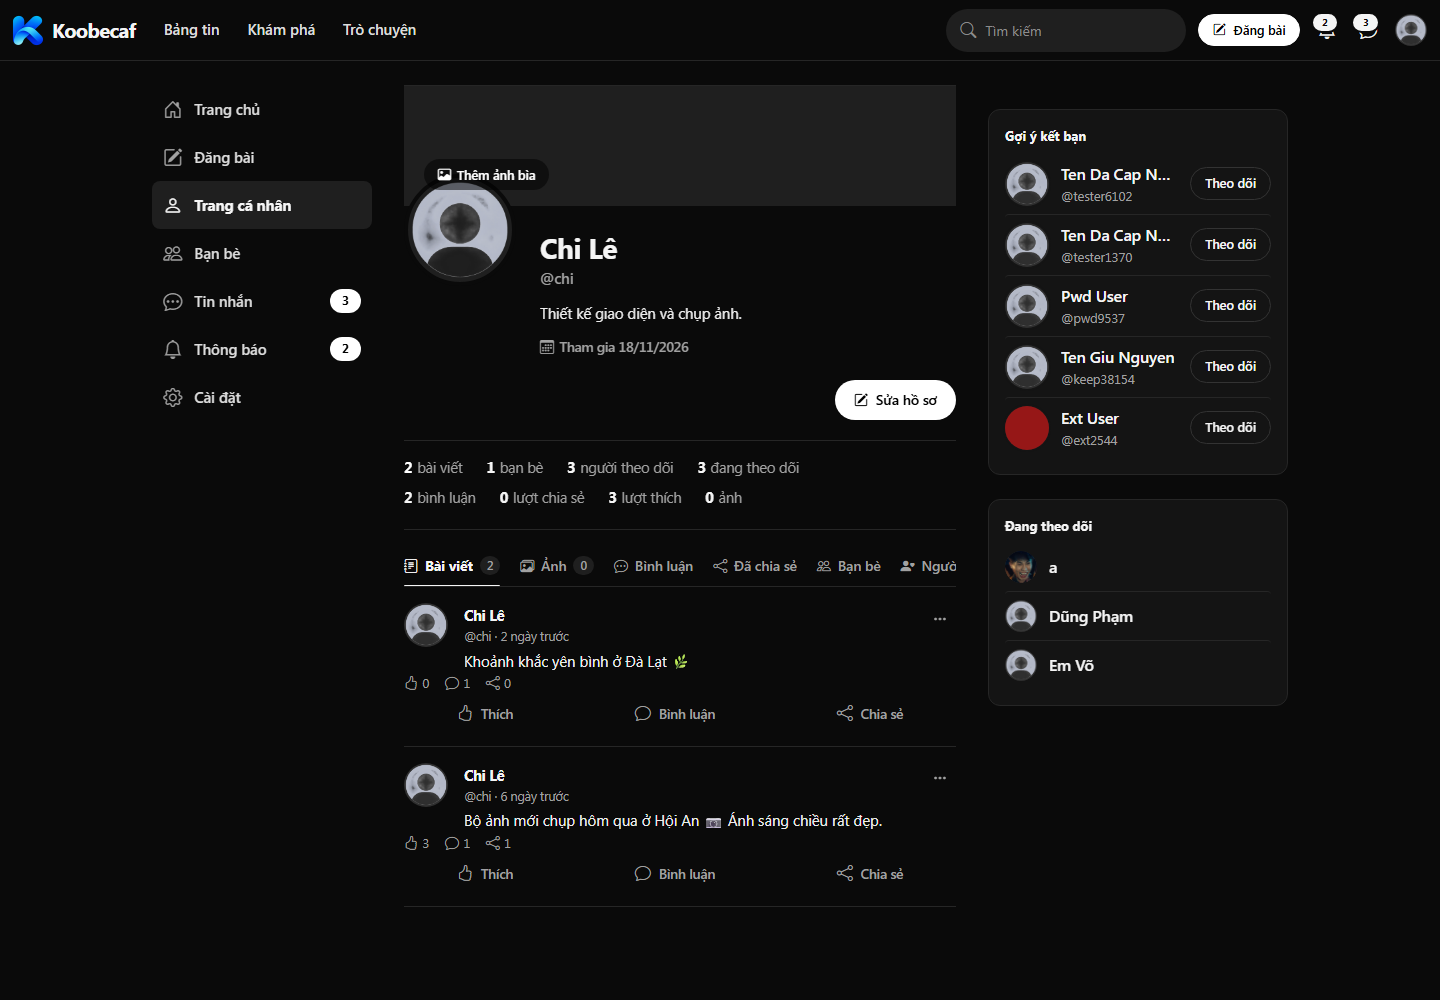 Koobecaf
Bảng tin
Khám phá
Trò chuyện
Tìm kiếm
Đăng bài
2
3
Trang chủ
Đăng bài
Trang cá nhân
Bạn bè
Tin nhắn
3
Thông báo
2
Cài đặt
Thêm ảnh bìa
Chi Lê
@chi
Thiết kế giao diện và chụp ảnh.
Tham gia 18/11/2026
Sửa hồ sơ
2 bài viết 1 bạn bè 3 người theo dõi 3 đang theo dõi
2 bình luận 0 lượt chia sẻ 3 lượt thích 0 ảnh
Bài viết 2 Ảnh 0 Bình luận Đã chia sẻ Bạn bè Ngườ
Chi Lê
@chi · 2 ngày trước
Khoảnh khắc yên bình ở Đà Lạt 🌿
0 1 0
Thích Bình luận Chia sẻ
Chi Lê
@chi · 6 ngày trước
Bộ ảnh mới chụp hôm qua ở Hội An 📷 Ánh sáng chiều rất đẹp.
3 1 1
Thích Bình luận Chia sẻ
Gợi ý kết bạn
Ten Da Cap N...
@tester6102
Theo dõi
Ten Da Cap N...
@tester1370
Theo dõi
Pwd User
@pwd9537
Theo dõi
Ten Giu Nguyen
@keep38154
Theo dõi
Ext User
@ext2544
Theo dõi
Đang theo dõi
a
Dũng Phạm
Em Võ